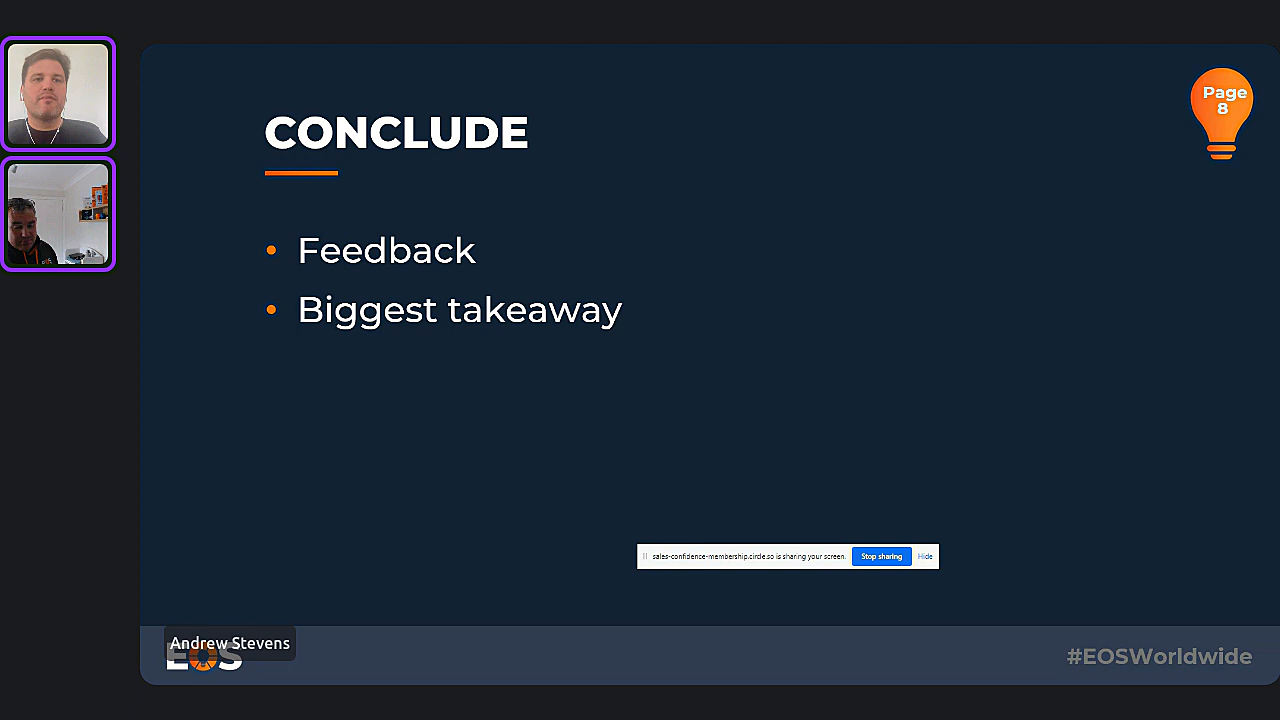 Page
8
CONCLUDE
• Feedback
• Biggest takeaway
sales-confidence-membership.circle.so is sharing your screen.
Stop sharing
Hide
Andrew Stevens
EOS
#EOSWorldwide